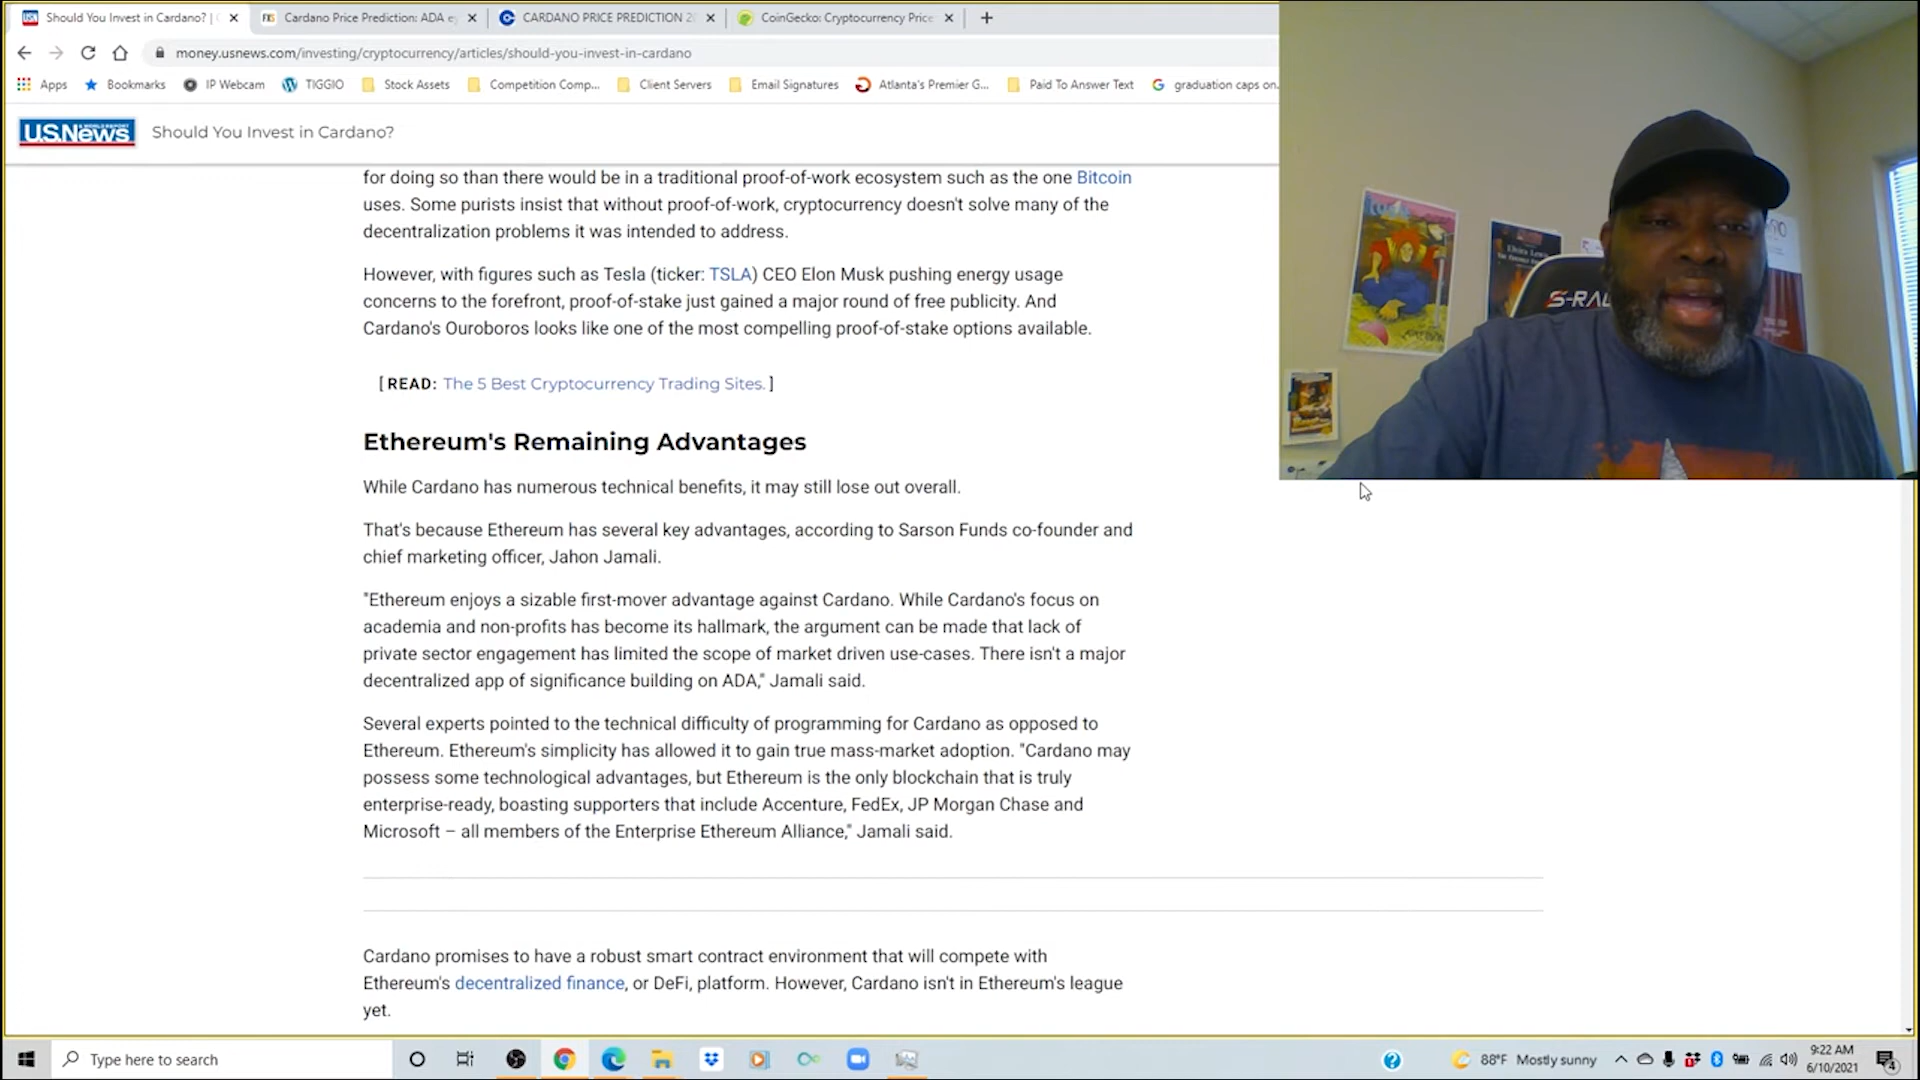 Should You Invest in Cardano? |
Cardano Price Prediction: ADA e
CARDANO PRICE PREDICTION 2
CoinGecko: Cryptocurrency Price
money.usnews.com/investing/cryptocurrency/articles/should-you-invest-in-cardano
Apps
Bookmarks
IP Webcam
TIGGIO
Stock Assets
Competition Comp...
Client Servers
Email Signatures
Atlanta's Premier G...
Paid To Answer Text
graduation caps on.
U.S.News
Should You Invest in Cardano?
for doing so than there would be in a traditional proof-of-work ecosystem such as the one Bitcoin
uses. Some purists insist that without proof-of-work, cryptocurrency doesn't solve many of the
decentralization problems it was intended to address.
However, with figures such as Tesla (ticker: TSLA) CEO Elon Musk pushing energy usage
concerns to the forefront, proof-of-stake just gained a major round of free publicity. And
Cardano's Ouroboros looks like one of the most compelling proof-of-stake options available.
[ READ: The 5 Best Cryptocurrency Trading Sites. ]
Ethereum's Remaining Advantages
While Cardano has numerous technical benefits, it may still lose out overall.
That's because Ethereum has several key advantages, according to Sarson Funds co-founder and
chief marketing officer, Jahon Jamali.
"Ethereum enjoys a sizable first-mover advantage against Cardano. While Cardano's focus on
academia and non-profits has become its hallmark, the argument can be made that lack of
private sector engagement has limited the scope of market driven use-cases. There isn't a major
decentralized app of significance building on ADA," Jamali said.
Several experts pointed to the technical difficulty of programming for Cardano as opposed to
Ethereum. Ethereum's simplicity has allowed it to gain true mass-market adoption. "Cardano may
possess some technological advantages, but Ethereum is the only blockchain that is truly
enterprise-ready, boasting supporters that include Accenture, FedEx, JP Morgan Chase and
Microsoft – all members of the Enterprise Ethereum Alliance," Jamali said.
Cardano promises to have a robust smart contract environment that will compete with
Ethereum's decentralized finance, or DeFi, platform. However, Cardano isn't in Ethereum's league
yet.
S-RA
Type here to search
88°F Mostly sunny
9:22 AM
6/10/2021
4